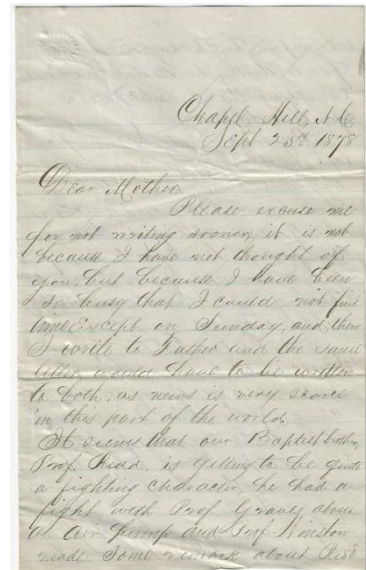 Chapel Hill, N.C.
Sept 23rd 1878
Dear Mother
Please excuse me
for not writing sooner, it is not
because I have not thought of
you, but because I have been
so busy that I could not find
time Except on Sunday, and then
I write to Father and the same
letter would have to be written
to both, as news is very scarce
in this part of the world.
It seems that our Baptist brother,
Prof. Redd, is getting to be quite
a fighting character, he had a
fight with Prof Graves about
an Air pump and Prof Winston
made some remark about Redd